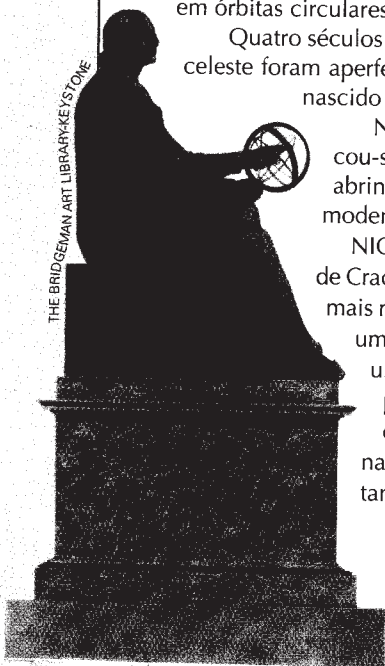 em órbitas circulares
Quatro séculos
celeste foram aperfe
nascido
N
cou-s
abrin
moder
NIC
de Crac
mais r
um
u
na
tar
THE BRIDGEMAN ART LIBRARY-KEYSTONE